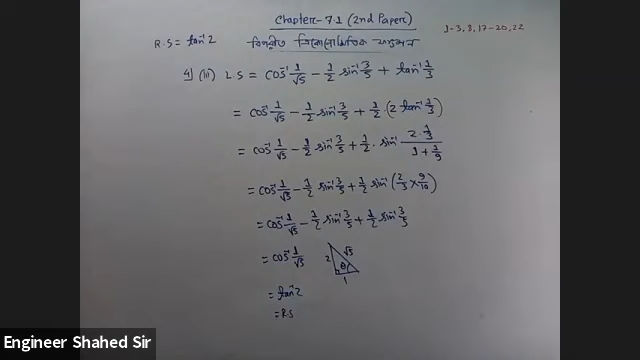 Chapter-7.1 (2nd Paper)
1-3, 8, 17-20, 22
R.S = tan⁻¹ 2
বিপরীত ত্রিকোণমিতিক ফাংশন
4) (iii) L.S = cos⁻¹ 1/√5 − 1/2 sin⁻¹ 3/5 + tan⁻¹ 1/3
= cos⁻¹ 1/√5 − 1/2 sin⁻¹ 3/5 + 1/2 · (2 tan⁻¹ 1/3)
= cos⁻¹ 1/√5 − 1/2 sin⁻¹ 3/5 + 1/2 · sin⁻¹ (2 · 1/3)/(1 + 1/9)
= cos⁻¹ 1/√5 − 1/2 sin⁻¹ 3/5 + 1/2 sin⁻¹ (2/3 × 9/10)
= cos⁻¹ 1/√5 − 1/2 sin⁻¹ 3/5 + 1/2 sin⁻¹ 3/5
= cos⁻¹ 1/√5
2 √5 θ 1
= tan⁻¹ 2
= R.S
Engineer Shahed Sir